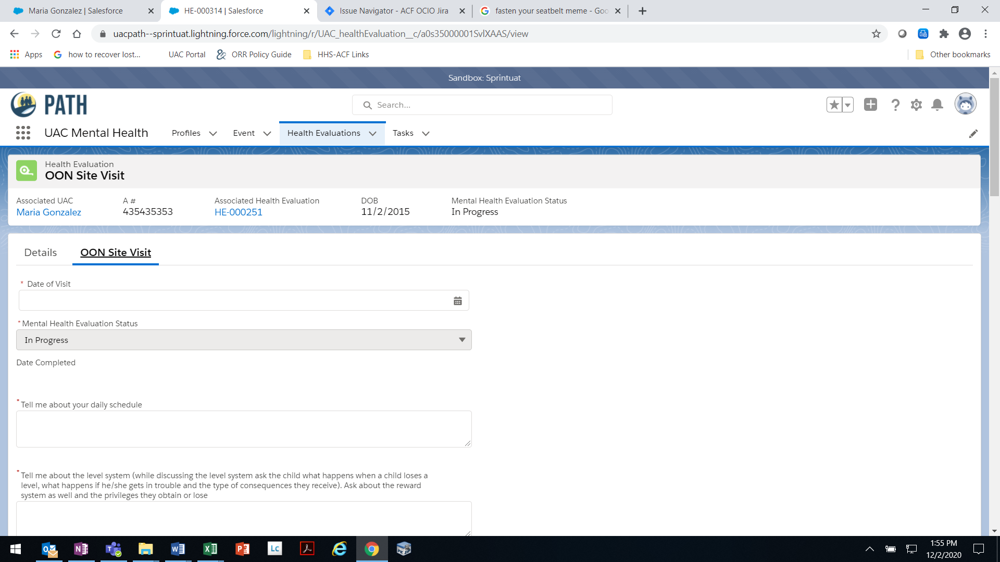 Maria Gonzalez | Salesforce
HE-000314 | Salesforce
Issue Navigator - ACF OCIO Jira
fasten your seatbelt meme - Goo
uacpath--sprintuat.lightning.force.com/lightning/r/UAC_healthEvaluation__c/a0s35000001SvlXAAS/view
Apps
how to recover lost...
UAC Portal
ORR Policy Guide
HHS-ACF Links
Other bookmarks
Sandbox: Sprintuat
PATH
Search...
UAC Mental Health
Profiles
Event
Health Evaluations
Tasks
Health Evaluation
OON Site Visit
Associated UAC
A #
Associated Health Evaluation
DOB
Mental Health Evaluation Status
Maria Gonzalez
435435353
HE-000251
11/2/2015
In Progress
Details
OON Site Visit
* Date of Visit
* Mental Health Evaluation Status
In Progress
Date Completed
* Tell me about your daily schedule
* Tell me about the level system (while discussing the level system ask the child what happens when a child loses a
level, what happens if he/she gets in trouble and the type of consequences they receive). Ask about the reward
system as well and the privileges they obtain or lose
Lc
1:55 PM
12/2/2020